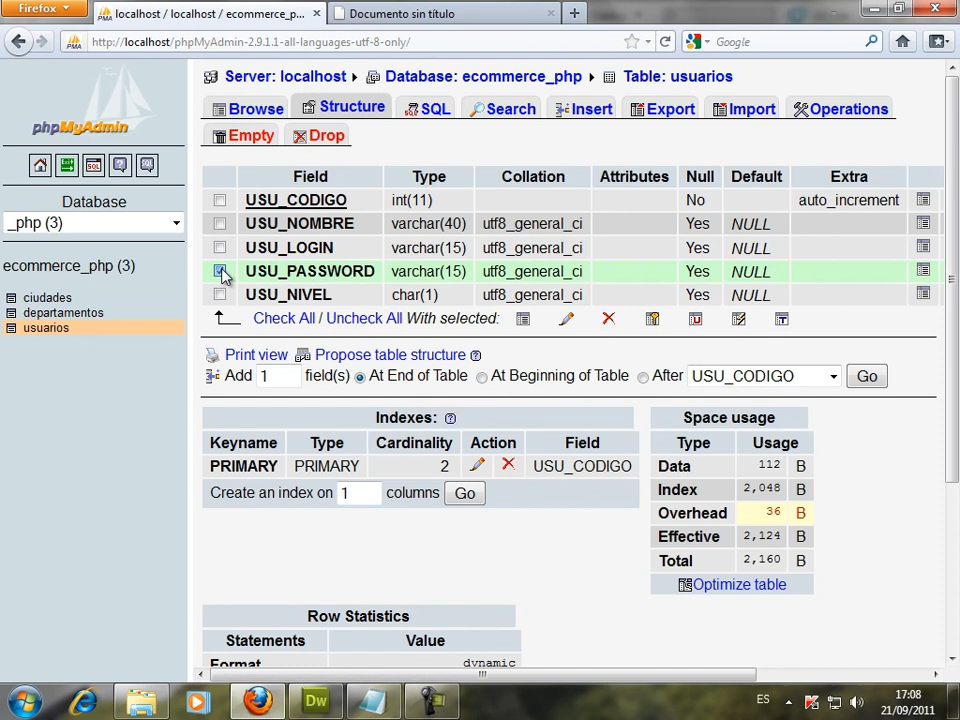 Firefox
localhost / localhost / ecommerce_p...
Documento sin título
http://localhost/phpMyAdmin-2.9.1.1-all-languages-utf-8-only/
Google
phpMyAdmin
SQL
Database
_php (3)
ecommerce_php (3)
ciudades
departamentos
usuarios
Server: localhost
Database: ecommerce_php
Table: usuarios
Browse
Structure
SQL
Search
Insert
Export
Import
Operations
Empty
Drop
Field Type Collation Attributes Null Default Extra
USU_CODIGO int(11) No auto_increment
USU_NOMBRE varchar(40) utf8_general_ci Yes NULL
USU_LOGIN varchar(15) utf8_general_ci Yes NULL
USU_PASSWORD varchar(15) utf8_general_ci Yes NULL
USU_NIVEL char(1) utf8_general_ci Yes NULL
Check All / Uncheck All With selected:
Print view Propose table structure
Add 1 field(s) At End of Table At Beginning of Table After USU_CODIGO Go
Indexes:
Keyname Type Cardinality Action Field
PRIMARY PRIMARY 2 USU_CODIGO
Create an index on 1 columns Go
Space usage
Type Usage
Data 112 B
Index 2,048 B
Overhead 36 B
Effective 2,124 B
Total 2,160 B
Optimize table
Row Statistics
Statements Value
Format dynamic
Dw
ES
17:08
21/09/2011